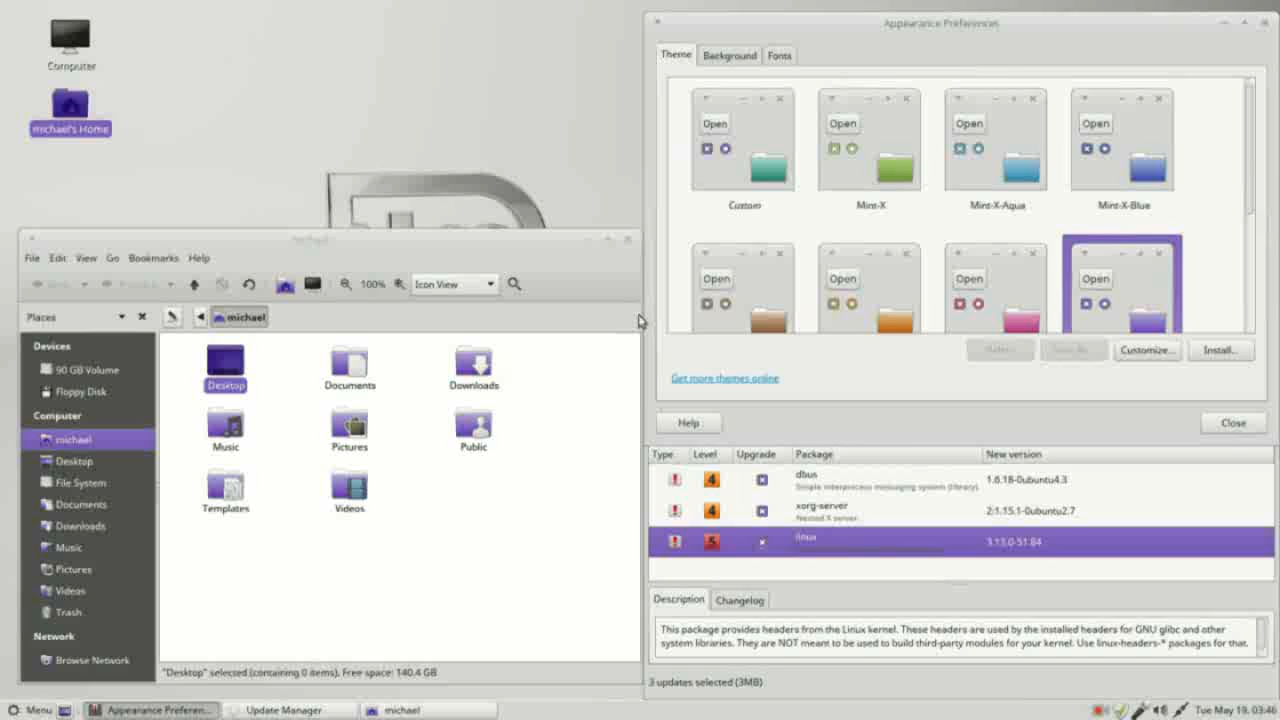 Computer
michael's Home
File Edit View Go Bookmarks Help
100%
Icon View
Places
michael
Devices
90 GB Volume
Floppy Disk
Computer
michael
Desktop
File System
Documents
Downloads
Music
Pictures
Videos
Trash
Network
Browse Network
Desktop
Documents
Downloads
Music
Pictures
Public
Templates
Videos
"Desktop" selected (containing 0 items), Free space: 140.4 GB
Appearance Preferences
Theme Background Fonts
Open Open Open Open
Custom Mint-X Mint-X-Aqua Mint-X-Blue
Open Open Open Open
Customize... Install...
Get more themes online
Help Close
Type Level Upgrade Package New version
4 dbus 1.6.18-0ubuntu4.3
Simple interprocess messaging system (library)
4 xorg-server 2:1.15.1-0ubuntu2.7
Nested X server
5 linux 3.13.0-51.84
Description Changelog
This package provides headers from the Linux kernel. These headers are used by the installed headers for GNU glibc and other
system libraries. They are NOT meant to be used to build third-party modules for your kernel. Use linux-headers-* packages for that.
3 updates selected (3MB)
Menu Appearance Preferen... Update Manager michael Tue May 19, 03:46